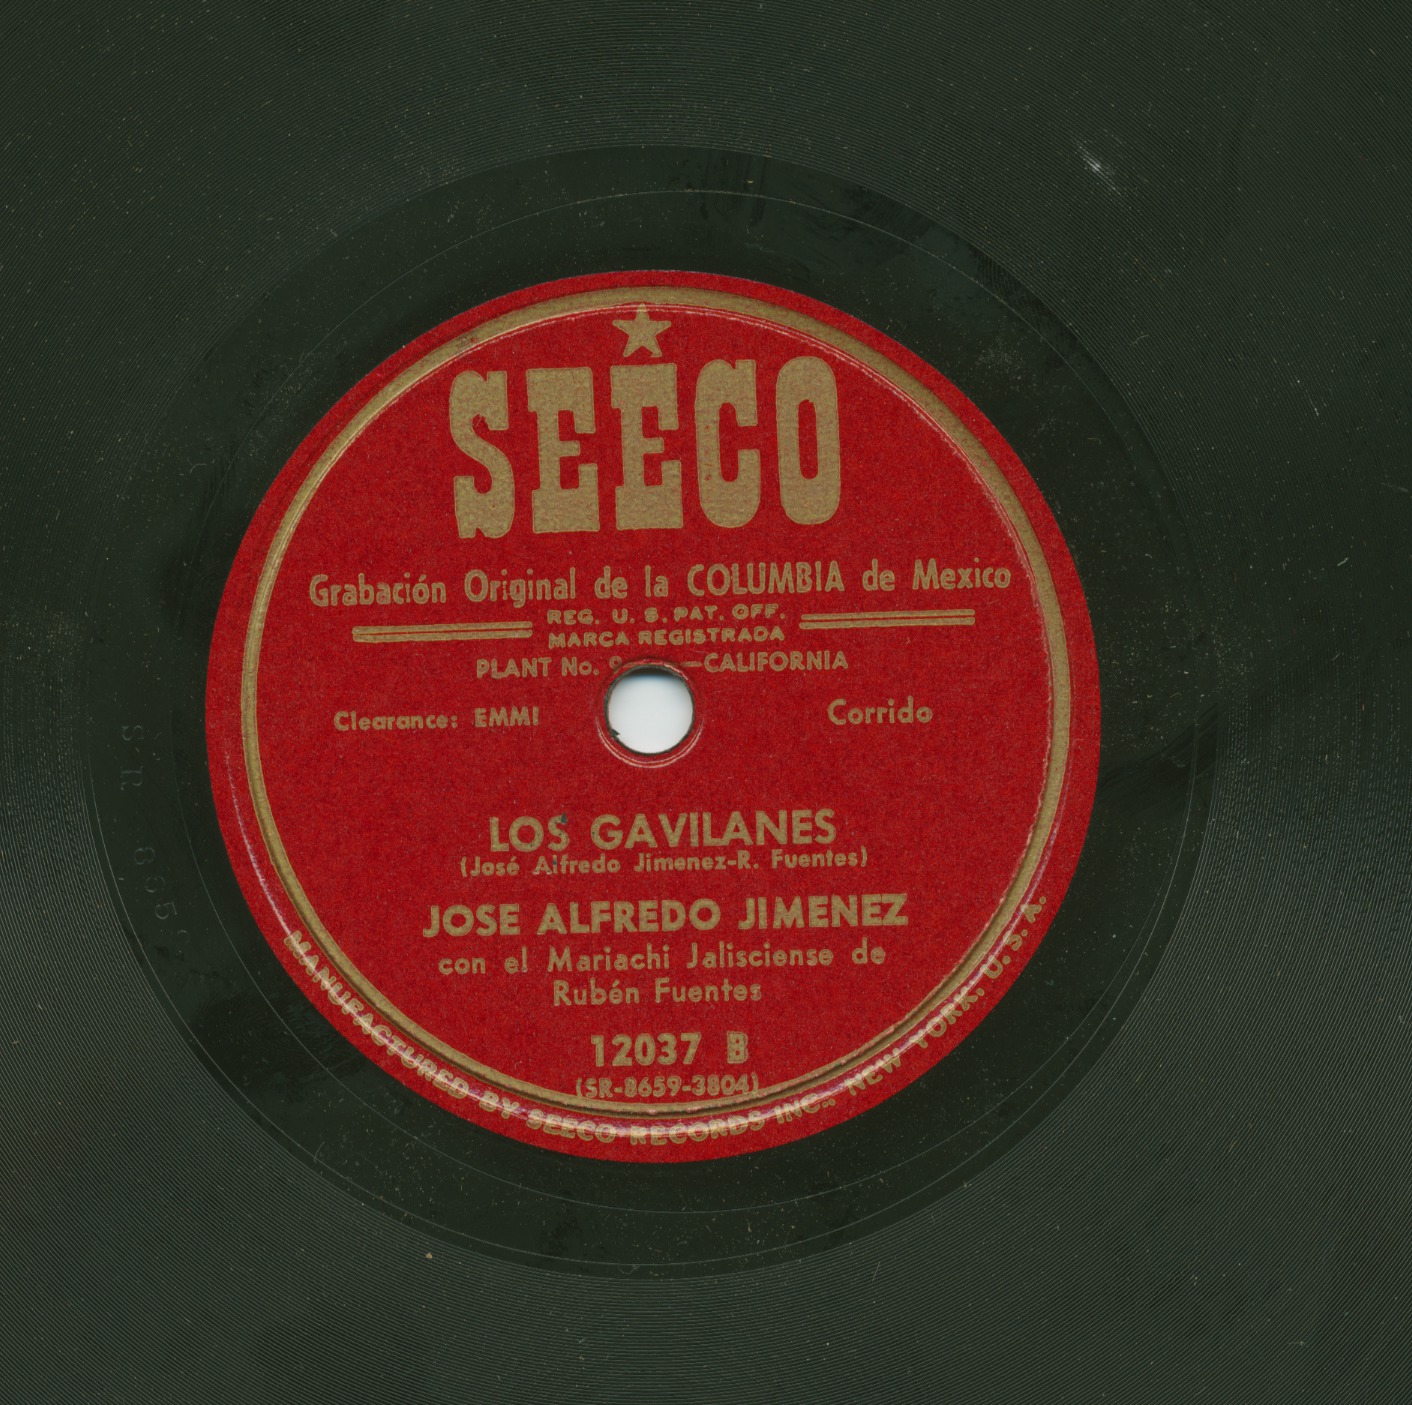 SEECO
Grabación Original de la COLUMBIA de Mexico
REG. U. S. PAT. OFF.
MARCA REGISTRADA
PLANT No. —CALIFORNIA
Clearance: EMMI
Corrido
LOS GAVILANES
(José Alfredo Jimenez-R. Fuentes)
JOSE ALFREDO JIMENEZ
con el Mariachi Jalisciense de
Rubén Fuentes
12037 B
(SR-8659-3804)
MANUFACTURED BY SEECO RECORDS INC., NEW YORK, U.S.A.
SR-865